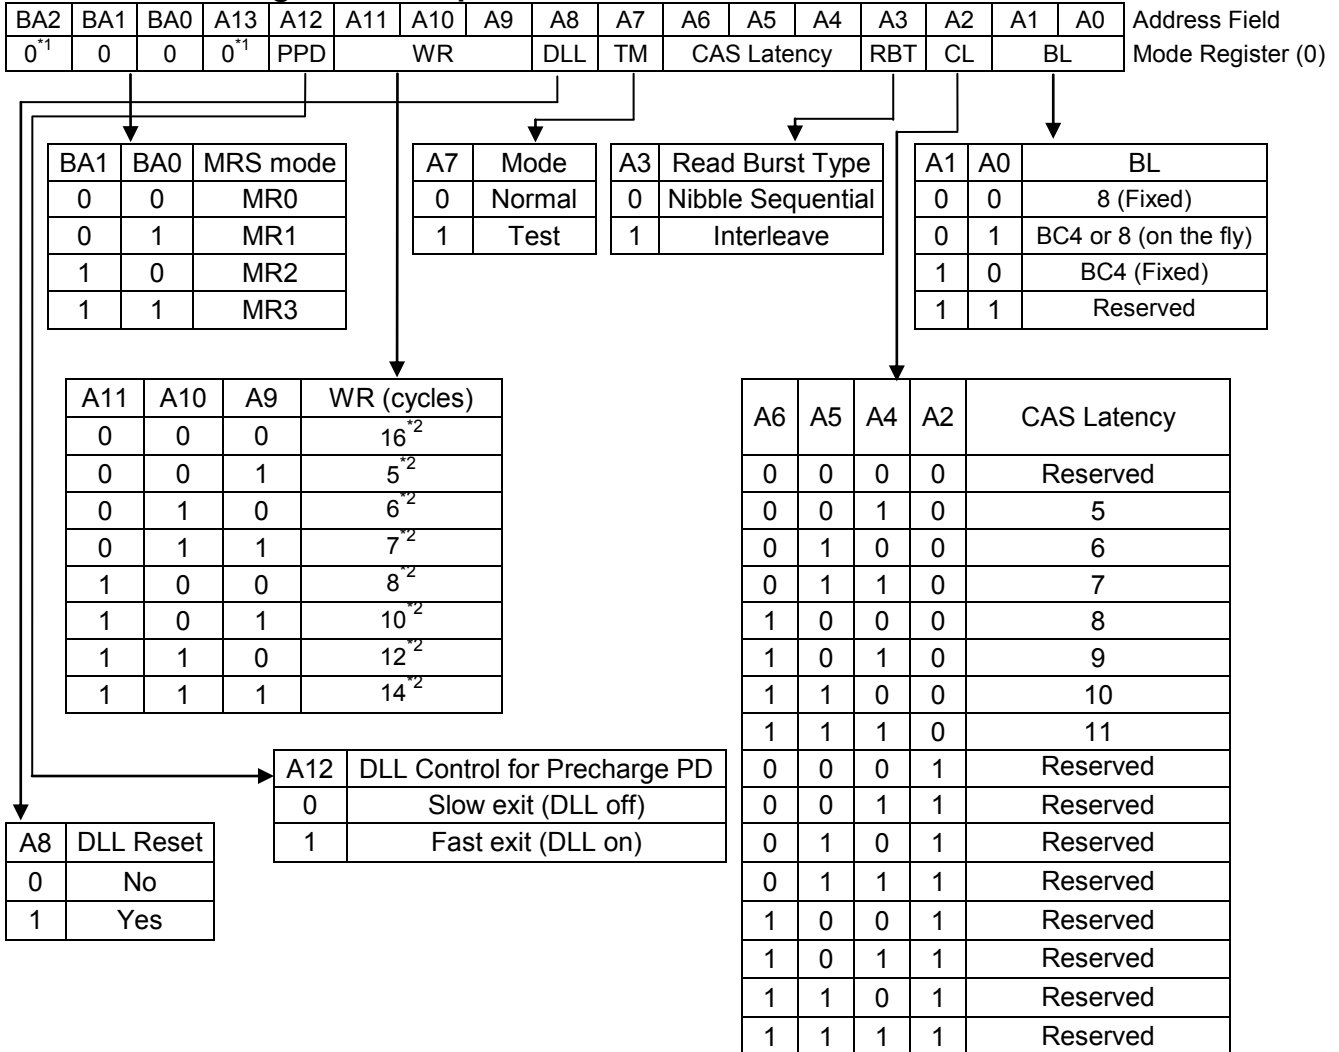 BA2 BA1 BA0 A13 A12 A11 A10 A9 A8 A7 A6 A5 A4 A3 A2 A1 A0 Address Field
0*1 0 0 0*1 PPD WR DLL TM CAS Latency RBT CL BL Mode Register (0)
BA1 BA0 MRS mode
0 0 MR0
0 1 MR1
1 0 MR2
1 1 MR3
A7 Mode
0 Normal
1 Test
A3 Read Burst Type
0 Nibble Sequential
1 Interleave
A1 A0 BL
0 0 8 (Fixed)
0 1 BC4 or 8 (on the fly)
1 0 BC4 (Fixed)
1 1 Reserved
A11 A10 A9 WR (cycles)
0 0 0 16*2
0 0 1 5*2
0 1 0 6*2
0 1 1 7*2
1 0 0 8*2
1 0 1 10*2
1 1 0 12*2
1 1 1 14*2
A6 A5 A4 A2 CAS Latency
0 0 0 0 Reserved
0 0 1 0 5
0 1 0 0 6
0 1 1 0 7
1 0 0 0 8
1 0 1 0 9
1 1 0 0 10
1 1 1 0 11
0 0 0 1 Reserved
0 0 1 1 Reserved
0 1 0 1 Reserved
0 1 1 1 Reserved
1 0 0 1 Reserved
1 0 1 1 Reserved
1 1 0 1 Reserved
1 1 1 1 Reserved
A12 DLL Control for Precharge PD
0 Slow exit (DLL off)
1 Fast exit (DLL on)
A8 DLL Reset
0 No
1 Yes